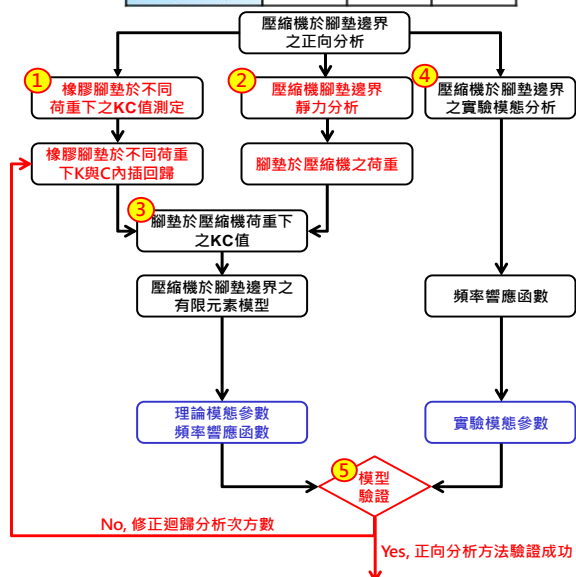 壓縮機於腳墊邊界
之正向分析
1
橡膠腳墊於不同
荷重下之KC值測定
2
壓縮機腳墊邊界
靜力分析
4
壓縮機於腳墊邊界
之實驗模態分析
橡膠腳墊於不同荷重
下K與C內插回歸
腳墊於壓縮機之荷重
3
腳墊於壓縮機荷重下
之KC值
壓縮機於腳墊邊界之
有限元素模型
頻率響應函數
理論模態參數
頻率響應函數
實驗模態參數
5
模型
驗證
No, 修正迴歸分析次方數
Yes, 正向分析方法驗證成功